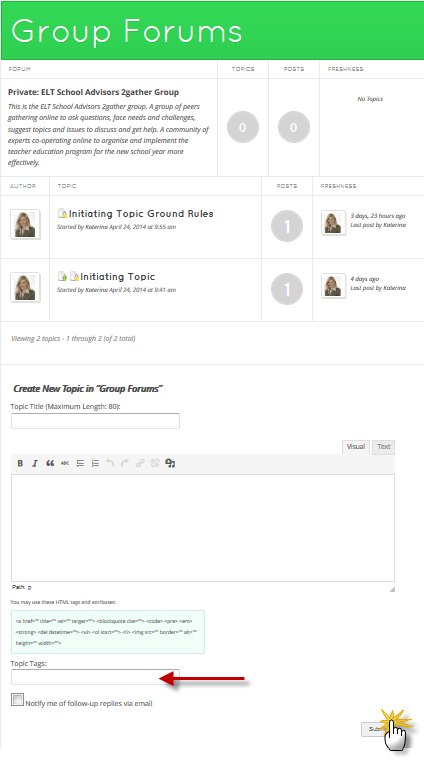 Group Forums
FORUM TOPICS POSTS FRESHNESS
Private: ELT School Advisors 2gather Group
This is the ELT School Advisors 2gather group. A group of peers
gathering online to ask questions, face needs and challenges,
suggest topics and issues to discuss and get help. A community of
experts co-operating online to organise and implement the
teacher education program for the new school year more
effectively.
0 0 No Topics
AUTHOR TOPIC POSTS FRESHNESS
Initiating Topic Ground Rules
Started by Katerina April 24, 2014 at 9:55 am
1
3 days, 23 hours ago
Last post by Katerina
Initiating Topic
Started by Katerina April 24, 2014 at 9:41 am
1
4 days ago
Last post by Katerina
Viewing 2 topics - 1 through 2 (of 2 total)
Create New Topic in "Group Forums"
Topic Title (Maximum Length: 80):
Visual Text
B I “ ABC
Path: p
You may use these HTML tags and attributes:
<a href="" title="" rel="" target=""> <blockquote cite=""> <code> <pre> <em>
<strong> <del datetime=""> <ul> <ol start=""> <li> <img src="" border="" alt=""
height="" width="">
Topic Tags:
Notify me of follow-up replies via email